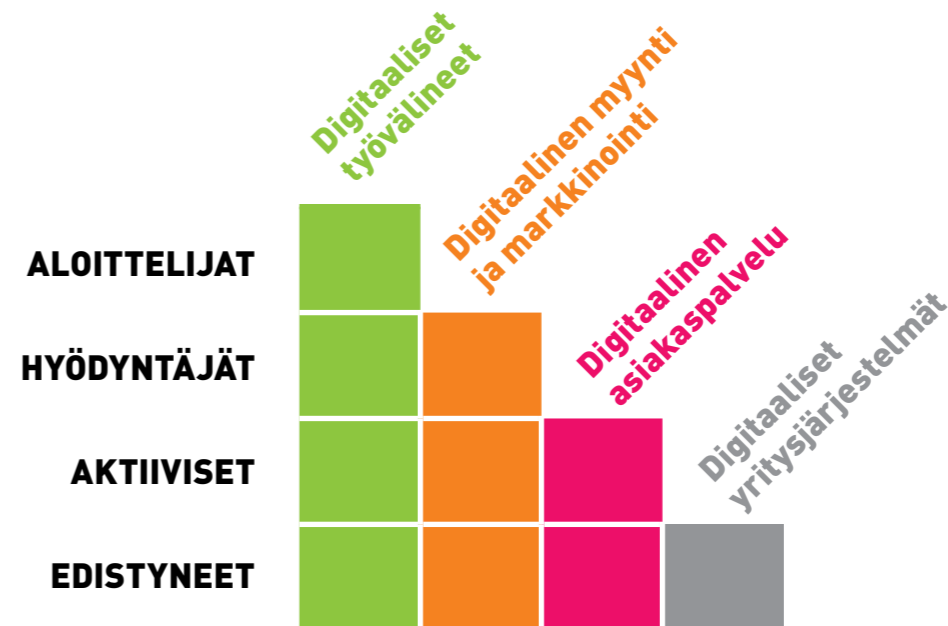 Digitaaliset
työvälineet
Digitaalinen myynti
ja markkinointi
Digitaalinen
asiakaspalvelu
Digitaaliset
yritysjärjestelmät
ALOITTELIJAT
HYÖDYNTÄJÄT
AKTIIVISET
EDISTYNEET